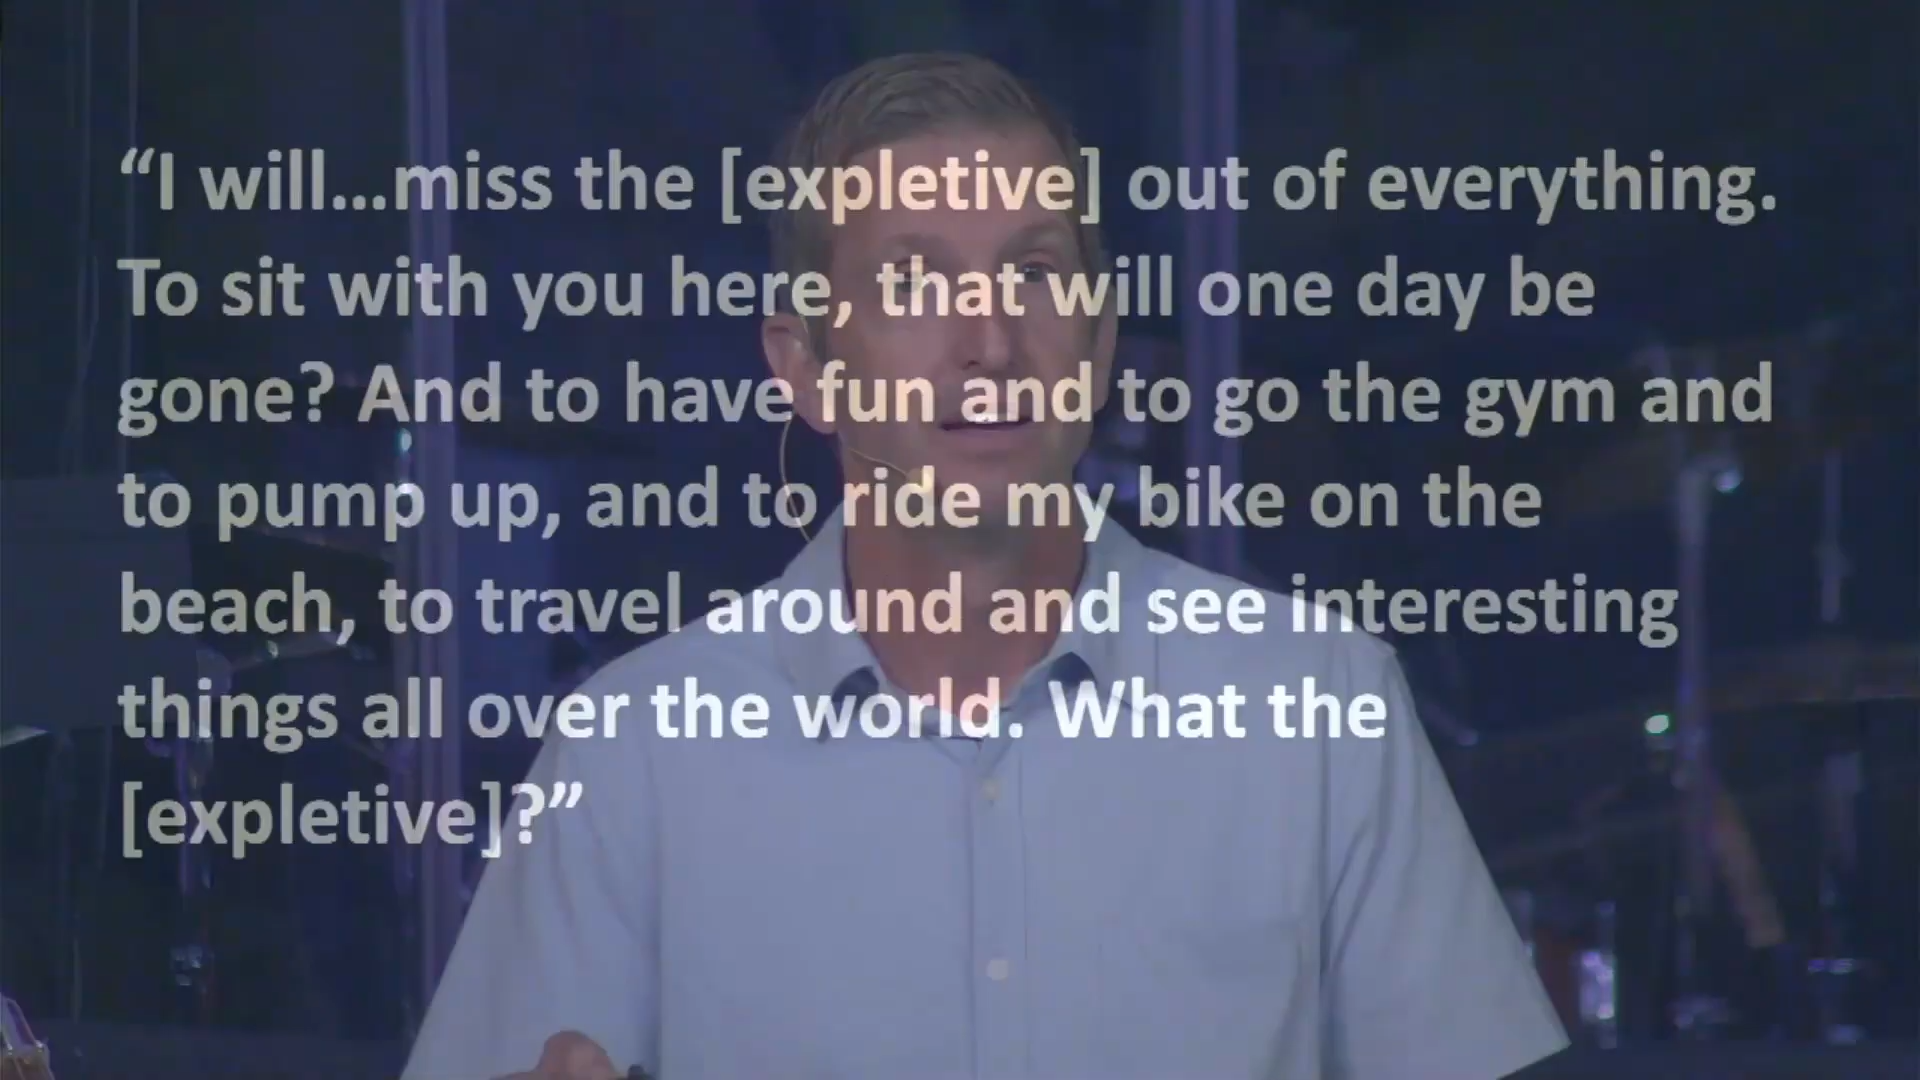 “I will...miss the [expletive] out of everything.
To sit with you here, that will one day be
gone? And to have fun and to go the gym and
to pump up, and to ride my bike on the
beach, to travel around and see interesting
things all over the world. What the
[expletive]?”